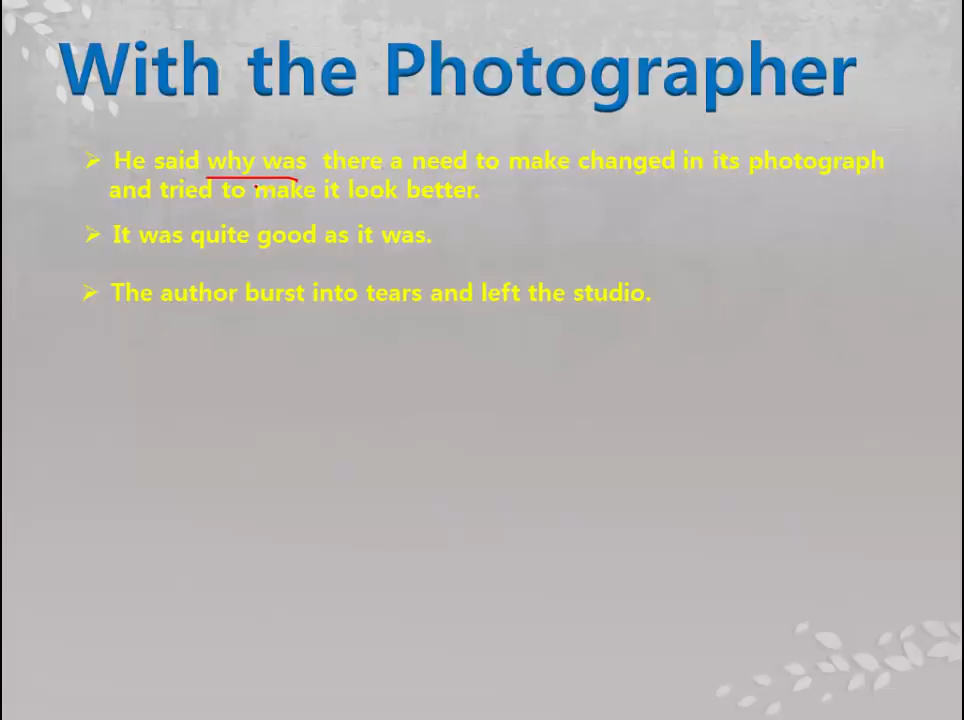 With the Photographer
➢ He said why was there a need to make changed in its photograph
and tried to make it look better.
➢ It was quite good as it was.
➢ The author burst into tears and left the studio.